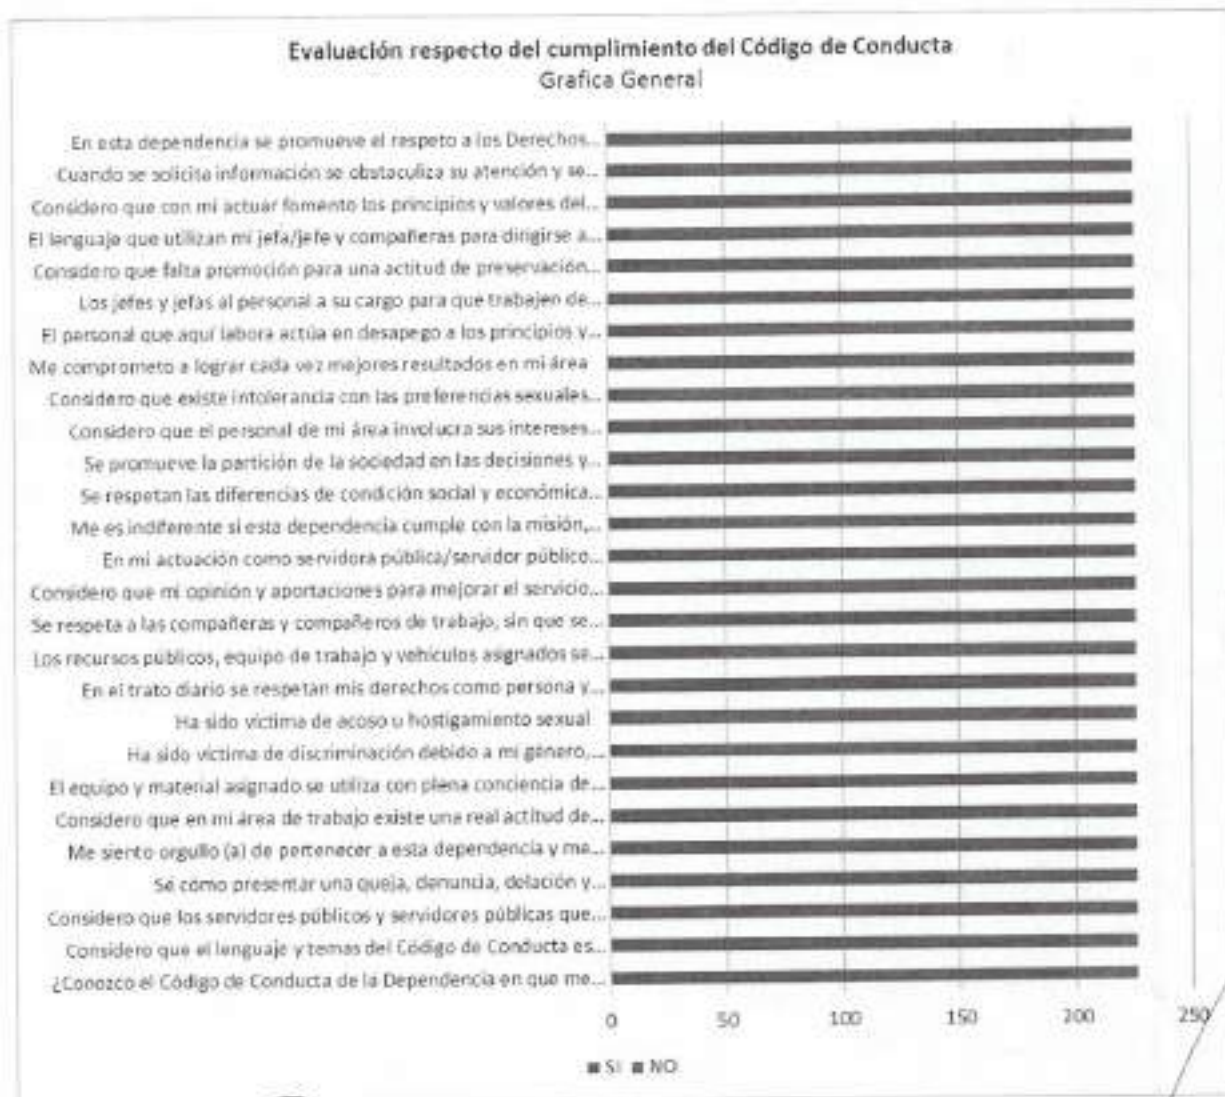 Evaluación respecto del cumplimiento del Código de Conducta
Grafica General
En esta dependencia se promueve el respeto a los Derechos...
Cuando se solicita información se obstaculiza su atención y se...
Considero que con mi actuar fomento los principios y valores del...
El lenguaje que utilizan mi jefa/jefe y compañeras para dirigirse a...
Considero que falta promoción para una actitud de preservación...
Los jefes y jefas al personal a su cargo para que trabajen de...
El personal que aquí labora actúa en desapego a los principios y...
Me comprometo a lograr cada vez mejores resultados en mi área
Considero que existe intolerancia con las preferencias sexuales...
Considero que el personal de mi área involucra sus intereses...
Se promueve la partición de la sociedad en las decisiones y...
Se respetan las diferencias de condición social y económica...
Me es indiferente si esta dependencia cumple con la misión,...
En mi actuación como servidora pública/servidor público...
Considero que mi opinión y aportaciones para mejorar el servicio...
Se respeta a las compañeras y compañeros de trabajo, sin que se...
Los recursos públicos, equipo de trabajo y vehículos asignados se...
En el trato diario se respetan mis derechos como persona y...
Ha sido víctima de acoso u hostigamiento sexual
Ha sido víctima de discriminación debido a mi género,...
El equipo y material asignado se utiliza con plena conciencia de...
Considero que en mi área de trabajo existe una real actitud de...
Me siento orgullo (a) de pertenecer a esta dependencia y me...
Se como presentar una queja, denuncia, delación y...
Considero que los servidores públicos y servidores públicas que...
Considero que el lenguaje y temas del Código de Conducta es...
¿Conozco el Código de Conducta de la Dependencia en que me...
0 50 100 150 200 250
SI NO